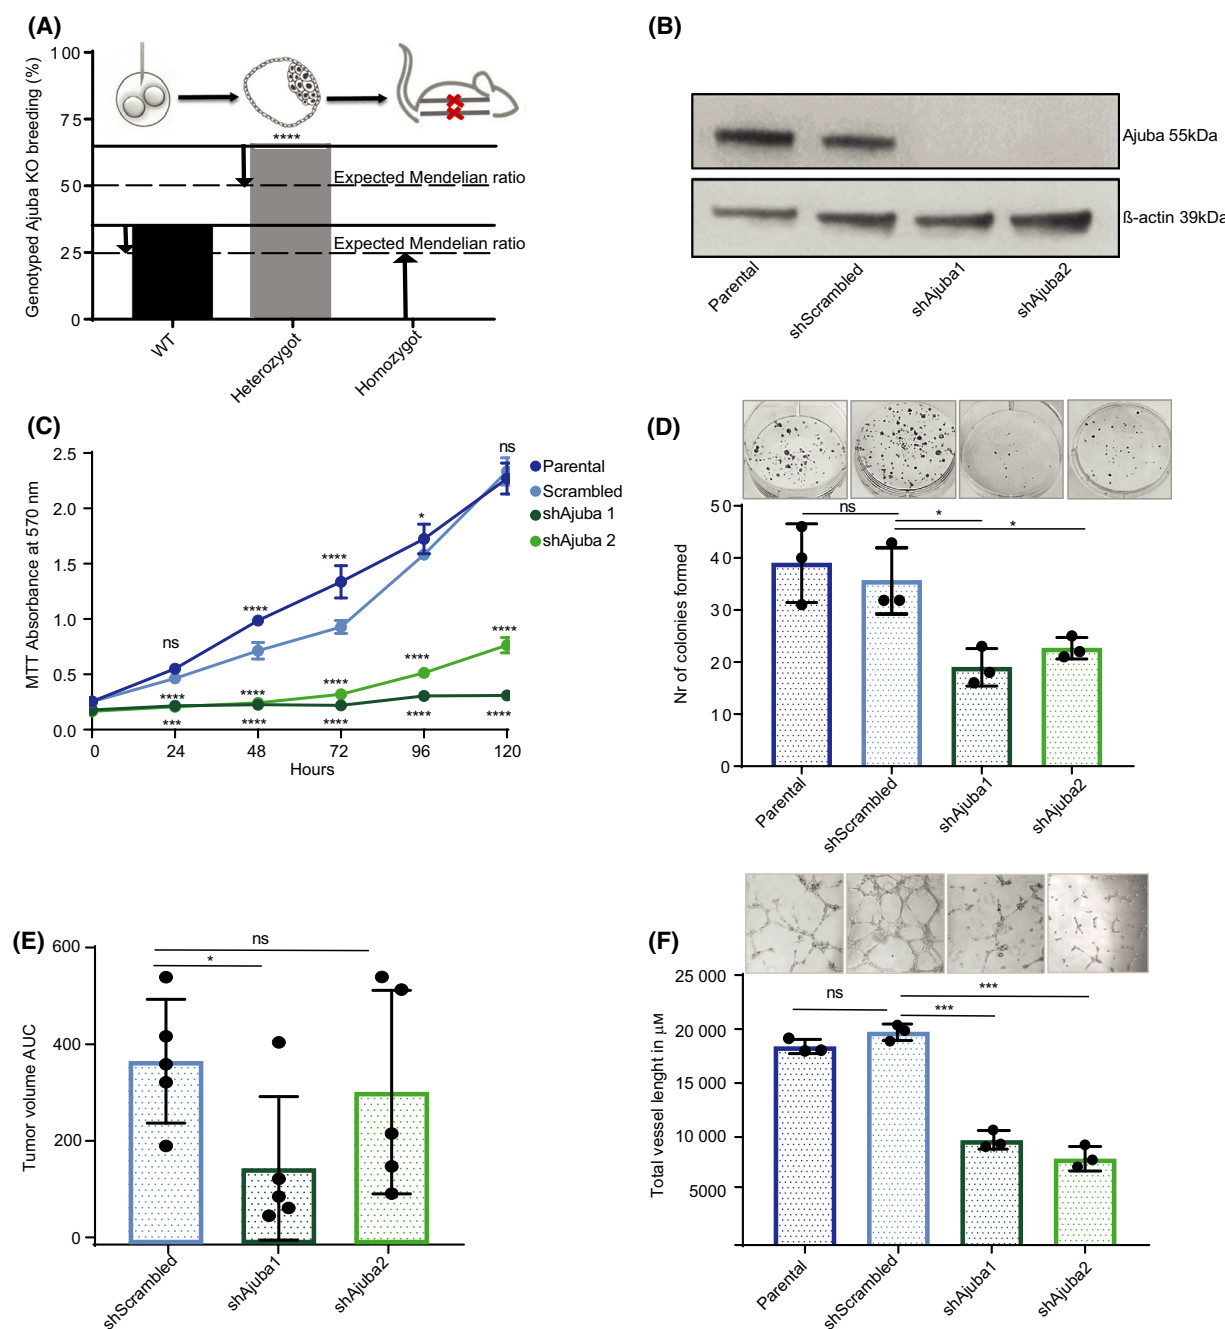 (A)
Genotyped Ajuba KO breeding (%)
100
75
50
25
0
****
Expected Mendelian ratio
Expected Mendelian ratio
WT
Heterozygot
Homozygot
(B)
Ajuba 55kDa
ß-actin 39kDa
Parental
shScrambled
shAjuba1
shAjuba2
(C)
MTT Absorbance at 570 nm
2.5
2.0
1.5
1.0
0.5
0.0
ns
****
****
*
ns
****
****
****
****
****
***
****
****
****
****
0
24
48
72
96
120
Hours
Parental
Scrambled
shAjuba 1
shAjuba 2
(D)
Nr of colonies formed
50
40
30
20
10
0
ns
*
*
Parental
shScrambled
shAjuba1
shAjuba2
(E)
Tumor volume AUC
600
400
200
0
ns
*
shScrambled
shAjuba1
shAjuba2
(F)
Total vessel lenght in µM
25 000
20 000
15 000
10 000
5000
ns
***
***
Parental
shScrambled
shAjuba1
shAjuba2